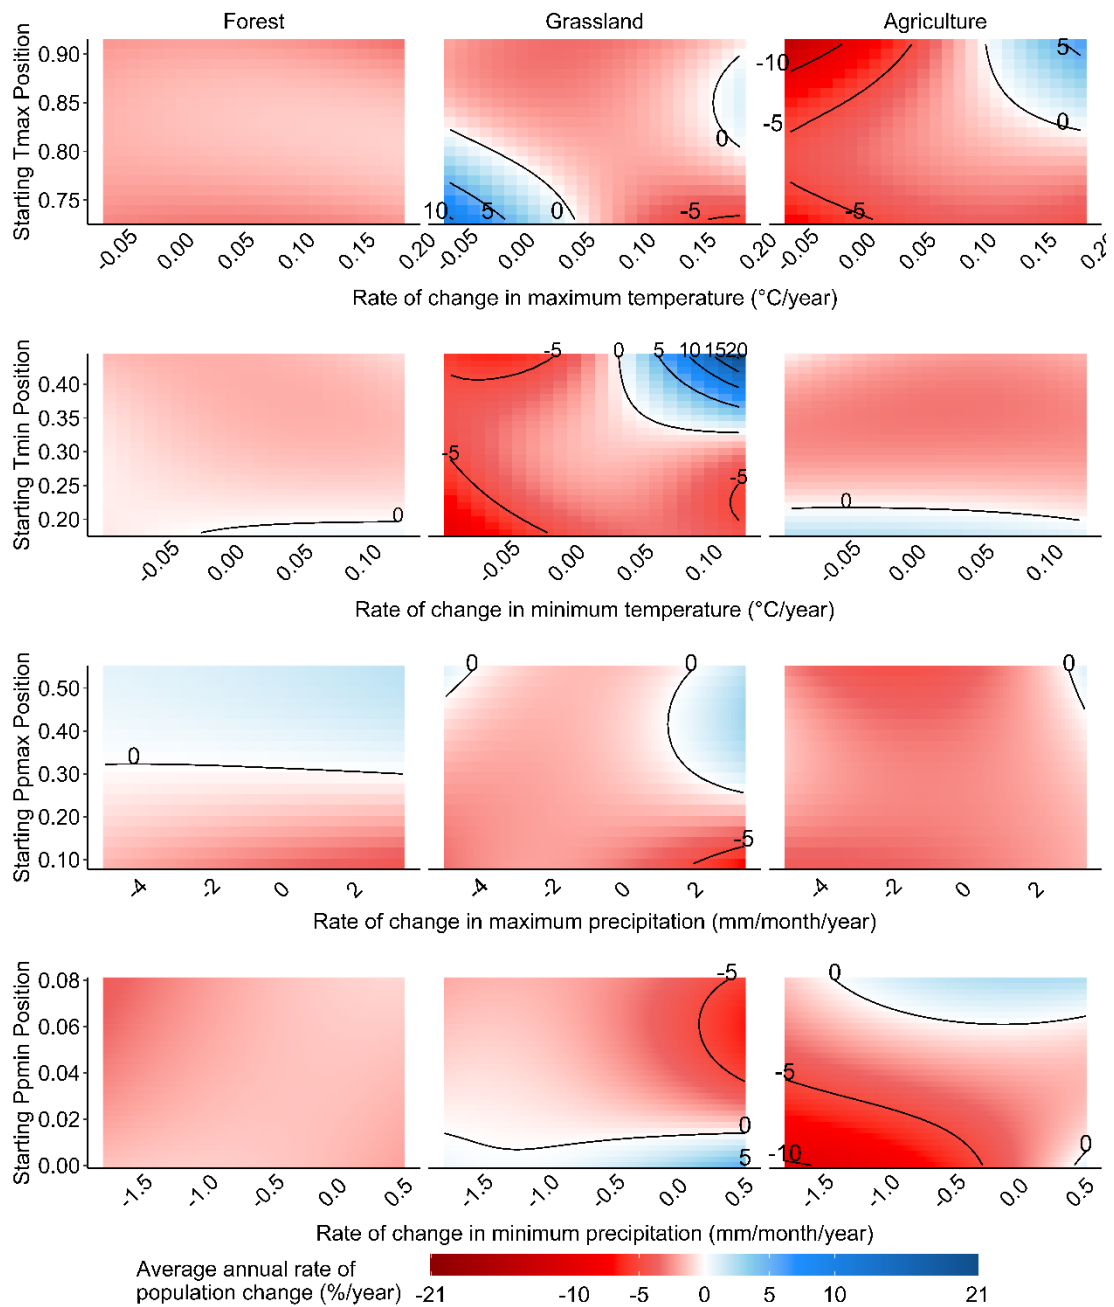 Forest Grassland Agriculture
Starting Tmax Position
0.90
0.85
0.80
0.75
10 5 0 -5 0
-10 -5 -5 5 0
-0.05 0.00 0.05 0.10 0.15 0.20 -0.05 0.00 0.05 0.10 0.15 0.20 -0.05 0.00 0.05 0.10 0.15 0.20
Rate of change in maximum temperature (°C/year)
Starting Tmin Position
0.40
0.35
0.30
0.25
0.20
0
-5 0 5 10 15 20 -5 -5
0
-0.05 0.00 0.05 0.10 -0.05 0.00 0.05 0.10 -0.05 0.00 0.05 0.10
Rate of change in minimum temperature (°C/year)
Starting Ppmax Position
0.50
0.40
0.30
0.20
0.10
0
0 0 -5
0
-4 -2 0 2 -4 -2 0 2 -4 -2 0 2
Rate of change in maximum precipitation (mm/month/year)
Starting Ppmin Position
0.08
0.06
0.04
0.02
0.00
-5 0 5
0 -5 -10 0
-1.5 -1.0 -0.5 0.0 0.5 -1.5 -1.0 -0.5 0.0 0.5 -1.5 -1.0 -0.5 0.0 0.5
Rate of change in minimum precipitation (mm/month/year)
Average annual rate of
population change (%/year)
-21 -10 -5 0 5 10 21